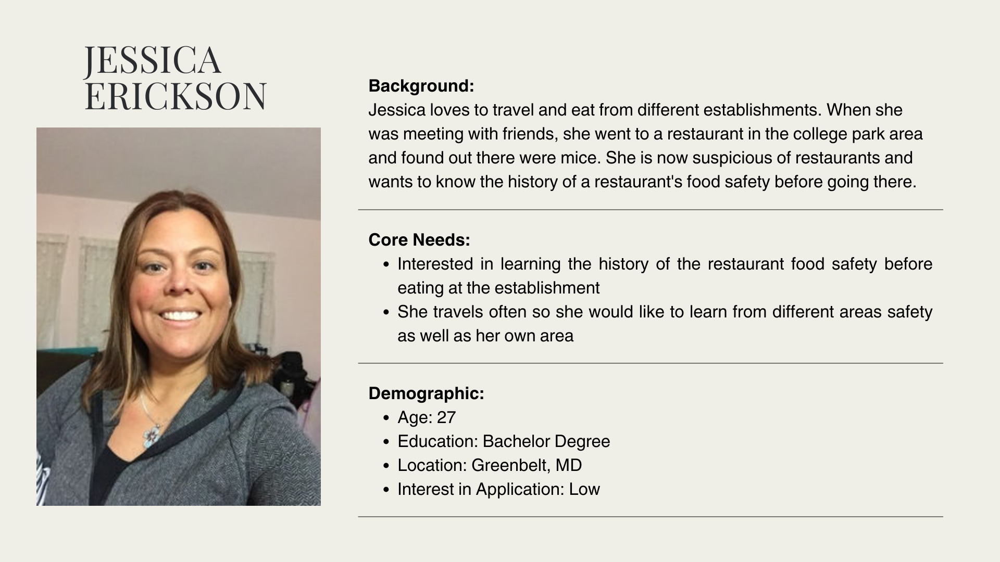 JESSICA
ERICKSON
Background:
Jessica loves to travel and eat from different establishments. When she
was meeting with friends, she went to a restaurant in the college park area
and found out there were mice. She is now suspicious of restaurants and
wants to know the history of a restaurant's food safety before going there.
Core Needs:
• Interested in learning the history of the restaurant food safety before
eating at the establishment
• She travels often so she would like to learn from different areas safety
as well as her own area
Demographic:
• Age: 27
• Education: Bachelor Degree
• Location: Greenbelt, MD
• Interest in Application: Low